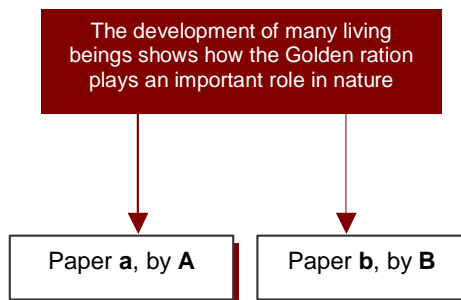 The development of many living
beings shows how the Golden ration
plays an important role in nature
Paper a, by A
Paper b, by B